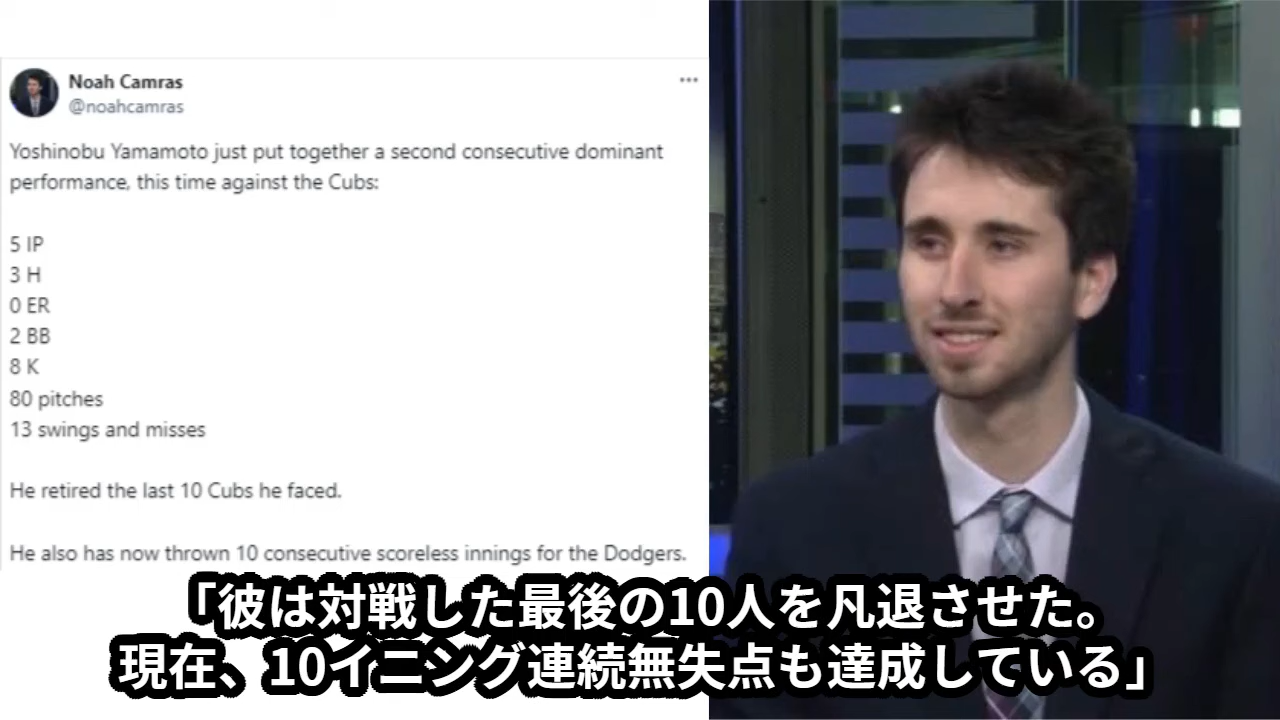 Noah Camras
@noahcamras
Yoshinobu Yamamoto just put together a second consecutive dominant
performance, this time against the Cubs:
5 IP
3 H
0 ER
2 BB
8 K
80 pitches
13 swings and misses
He retired the last 10 Cubs he faced.
He also has now thrown 10 consecutive scoreless innings for the Dodgers.
「彼は対戦した最後の10人を凡退させた。
現在、10イニング連続無失点も達成している」